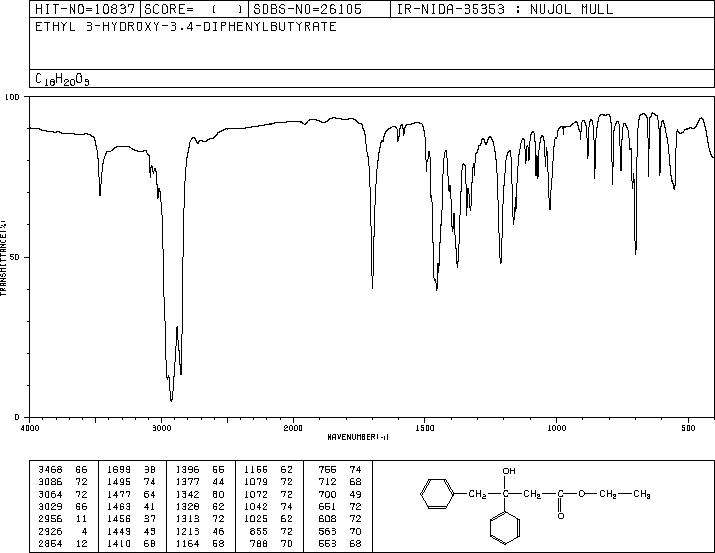 HIT-NO=10837 SCORE= ( ) SDBS-NO=26105 IR-NIDA-35353 : NUJOL MULL
ETHYL 3-HYDROXY-3,4-DIPHENYLBUTYRATE
C18H20O3
100
50
0
TRANSMITTANCE(%)
4000 3000 2000 1500 1000 500
WAVENUMBER(-1)
3468 66 1699 38 1396 55 1155 62 755 74
3086 72 1495 74 1377 44 1079 72 712 68
3064 72 1477 64 1342 60 1072 72 700 49
3029 66 1463 41 1328 62 1042 74 651 72
2956 11 1456 37 1313 72 1025 62 608 72
2926 4 1449 49 1213 46 855 72 563 70
2854 12 1410 68 1164 58 788 70 553 68
OH
CH2 C CH2 C O CH2 CH3
O